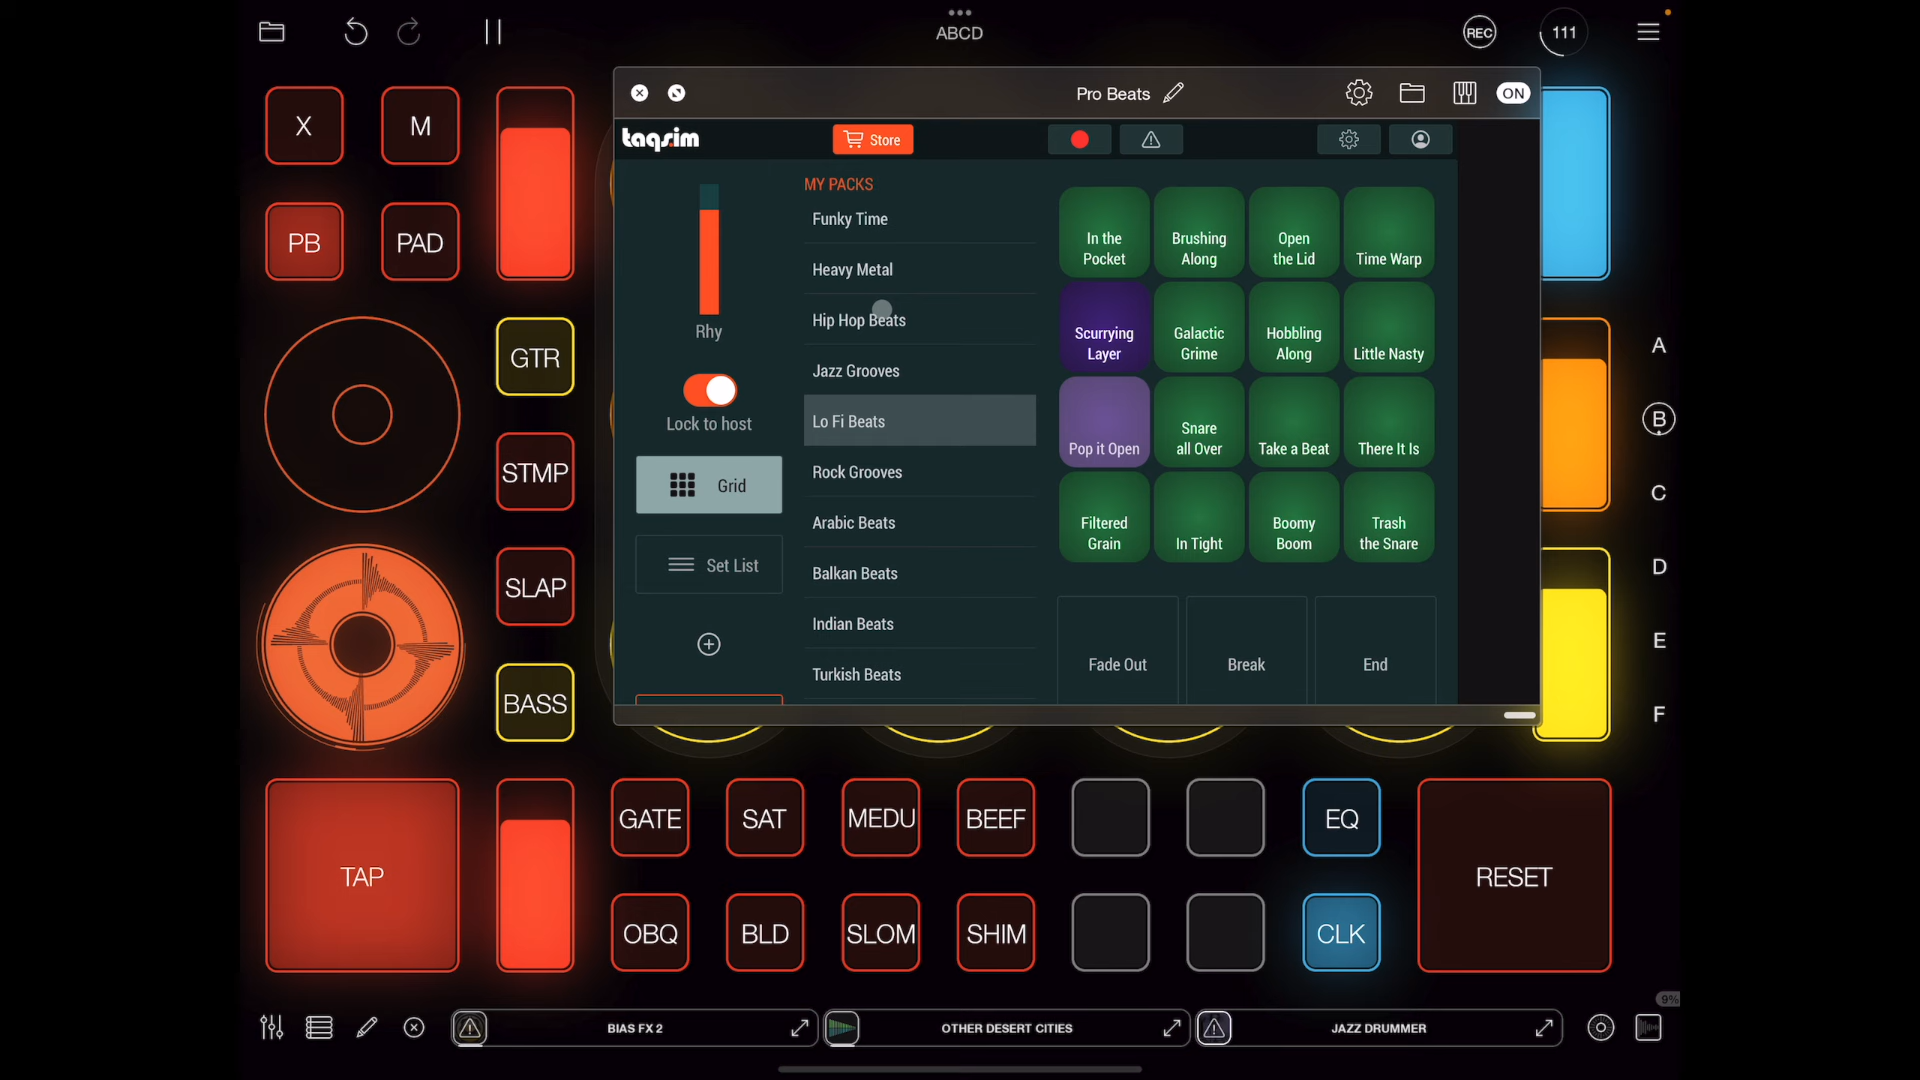 ABCD
REC
111
X
M
PB
PAD
GTR
STMP
SLAP
BASS
TAP
Pro Beats
ON
taqs.im
Store
Rhy
Lock to host
Grid
Set List
MY PACKS
Funky Time
Heavy Metal
Hip Hop Beats
Jazz Grooves
Lo Fi Beats
Rock Grooves
Arabic Beats
Balkan Beats
Indian Beats
Turkish Beats
In the
Pocket
Brushing
Along
Open
the Lid
Time Warp
Scurrying
Layer
Galactic
Grime
Hobbling
Along
Little Nasty
Pop it Open
Snare
all Over
Take a Beat
There It Is
Filtered
Grain
In Tight
Boomy
Boom
Trash
the Snare
Fade Out
Break
End
A
B
C
D
E
F
GATE
SAT
MEDU
BEEF
EQ
OBQ
BLD
SLOM
SHIM
CLK
RESET
9%
BIAS FX 2
OTHER DESERT CITIES
JAZZ DRUMMER